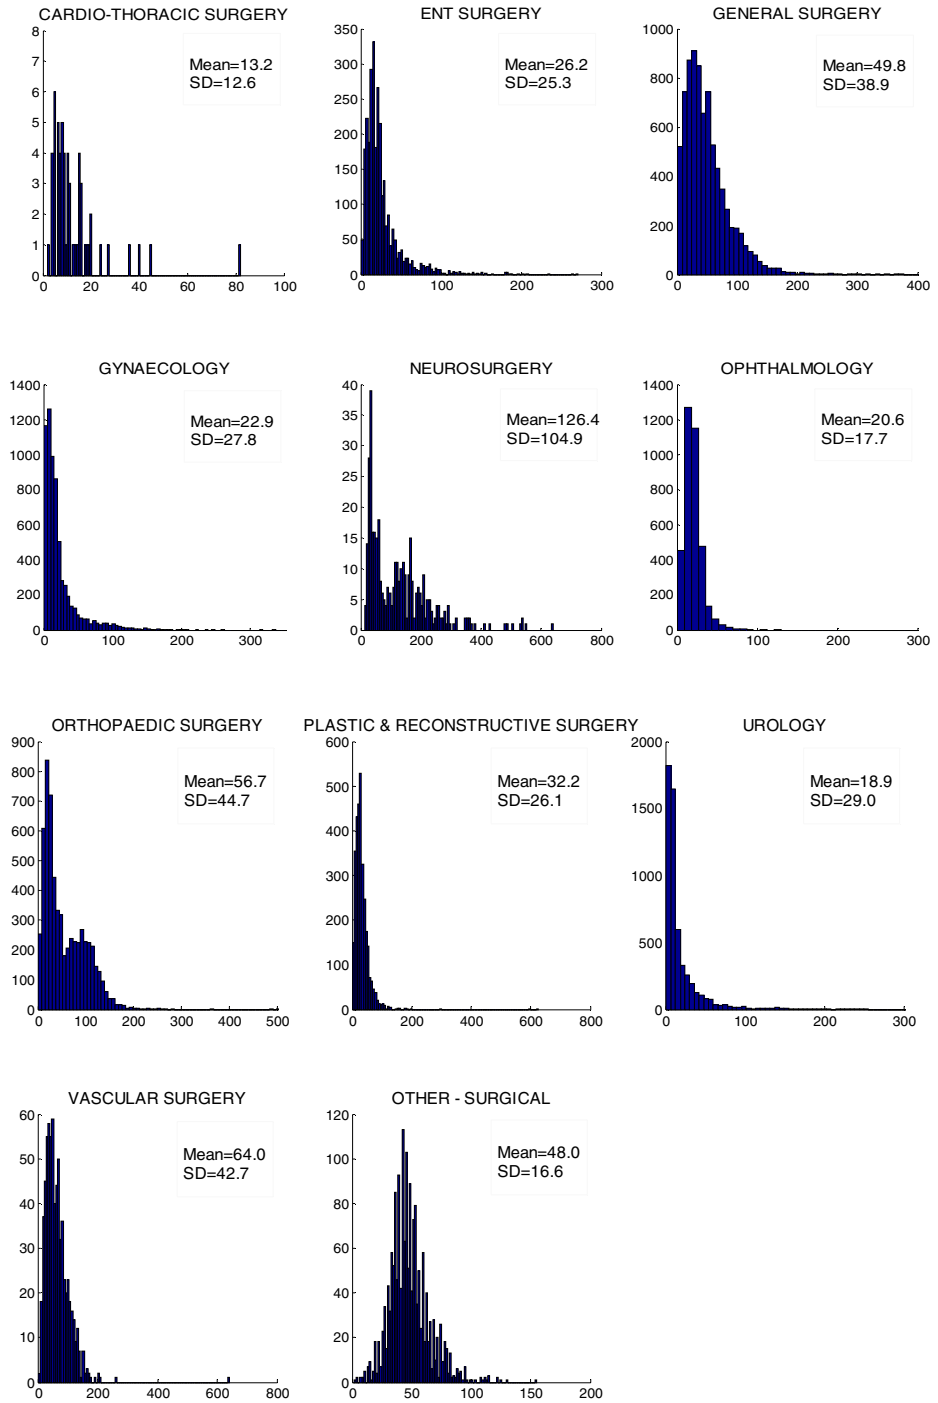 CARDIO-THORACIC SURGERY
8
7
6
5
4
3
2
1
0
0 20 40 60 80 100
Mean=13.2
SD=12.6
ENT SURGERY
350
300
250
200
150
100
50
0
0 100 200 300
Mean=26.2
SD=25.3
GENERAL SURGERY
1000
800
600
400
200
0
0 100 200 300 400
Mean=49.8
SD=38.9
GYNAECOLOGY
1400
1200
1000
800
600
400
200
0
0 100 200 300
Mean=22.9
SD=27.8
NEUROSURGERY
40
35
30
25
20
15
10
5
0
0 200 400 600 800
Mean=126.4
SD=104.9
OPHTHALMOLOGY
1400
1200
1000
800
600
400
200
0
0 100 200 300
Mean=20.6
SD=17.7
ORTHOPAEDIC SURGERY
900
800
700
600
500
400
300
200
100
0
0 100 200 300 400 500
Mean=56.7
SD=44.7
PLASTIC & RECONSTRUCTIVE SURGERY
600
500
400
300
200
100
0
0 200 400 600 800
Mean=32.2
SD=26.1
UROLOGY
2000
1500
1000
500
0
0 100 200 300
Mean=18.9
SD=29.0
VASCULAR SURGERY
60
50
40
30
20
10
0
0 200 400 600 800
Mean=64.0
SD=42.7
OTHER - SURGICAL
120
100
80
60
40
20
0
0 50 100 150 200
Mean=48.0
SD=16.6